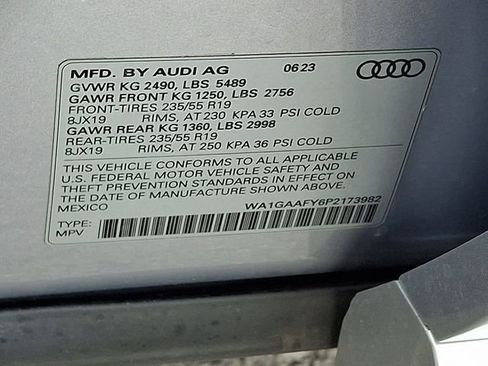 MFD. BY AUDI AG 06 23
GVWR KG 2490, LBS 5489
GAWR FRONT KG 1250, LBS 2756
FRONT-TIRES 235/55 R19
8JX19 RIMS, AT 230 KPA 33 PSI COLD
GAWR REAR KG 1360, LBS 2998
REAR-TIRES 235/55 R19
8JX19 RIMS, AT 250 KPA 36 PSI COLD
THIS VEHICLE CONFORMS TO ALL APPLICABLE
U.S. FEDERAL MOTOR VEHICLE SAFETY AND
THEFT PREVENTION STANDARDS IN EFFECT ON
THE DATE OF MANUFACTURE SHOWN ABOVE.
MEXICO WA1GAAFY6P2173982
TYPE:
MPV